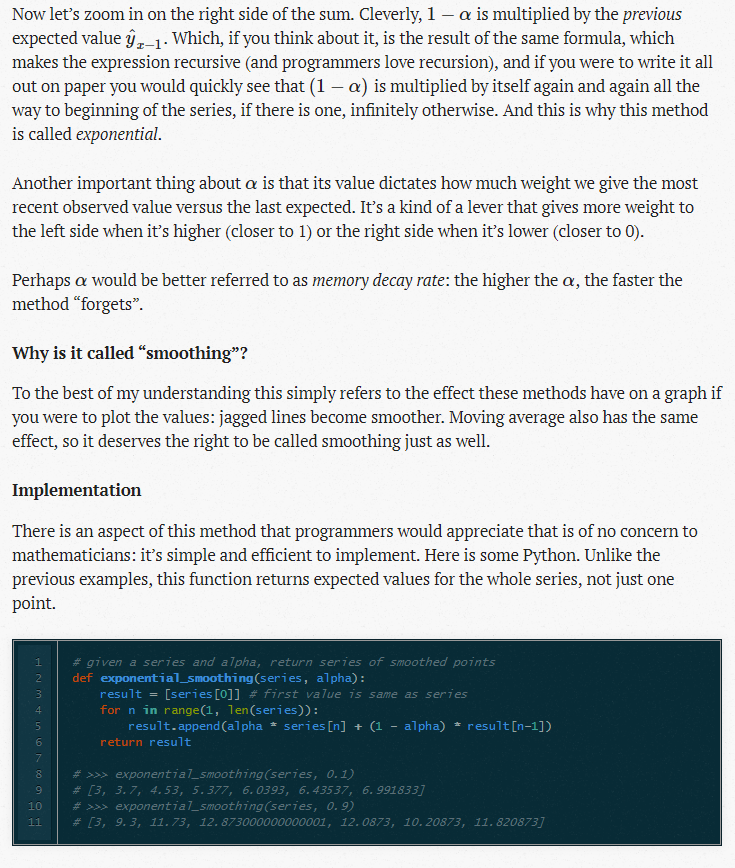 Now let's zoom in on the right side of the sum. Cleverly, 1 − α is multiplied by the previous
expected value ŷₓ₋₁. Which, if you think about it, is the result of the same formula, which
makes the expression recursive (and programmers love recursion), and if you were to write it all
out on paper you would quickly see that (1 − α) is multiplied by itself again and again all the
way to beginning of the series, if there is one, infinitely otherwise. And this is why this method
is called exponential.
Another important thing about α is that its value dictates how much weight we give the most
recent observed value versus the last expected. It's a kind of a lever that gives more weight to
the left side when it's higher (closer to 1) or the right side when it's lower (closer to 0).
Perhaps α would be better referred to as memory decay rate: the higher the α, the faster the
method “forgets”.
Why is it called “smoothing”?
To the best of my understanding this simply refers to the effect these methods have on a graph if
you were to plot the values: jagged lines become smoother. Moving average also has the same
effect, so it deserves the right to be called smoothing just as well.
Implementation
There is an aspect of this method that programmers would appreciate that is of no concern to
mathematicians: it's simple and efficient to implement. Here is some Python. Unlike the
previous examples, this function returns expected values for the whole series, not just one
point.
1 # given a series and alpha, return series of smoothed points
2 def exponential_smoothing(series, alpha):
3     result = [series[0]] # first value is same as series
4     for n in range(1, len(series)):
5         result.append(alpha * series[n] + (1 - alpha) * result[n-1])
6     return result
7
8 # >>> exponential_smoothing(series, 0.1)
9 # [3, 3.7, 4.53, 5.377, 6.0393, 6.43537, 6.991833]
10 # >>> exponential_smoothing(series, 0.9)
11 # [3, 9.3, 11.73, 12.873000000000001, 12.0873, 10.20873, 11.820873]